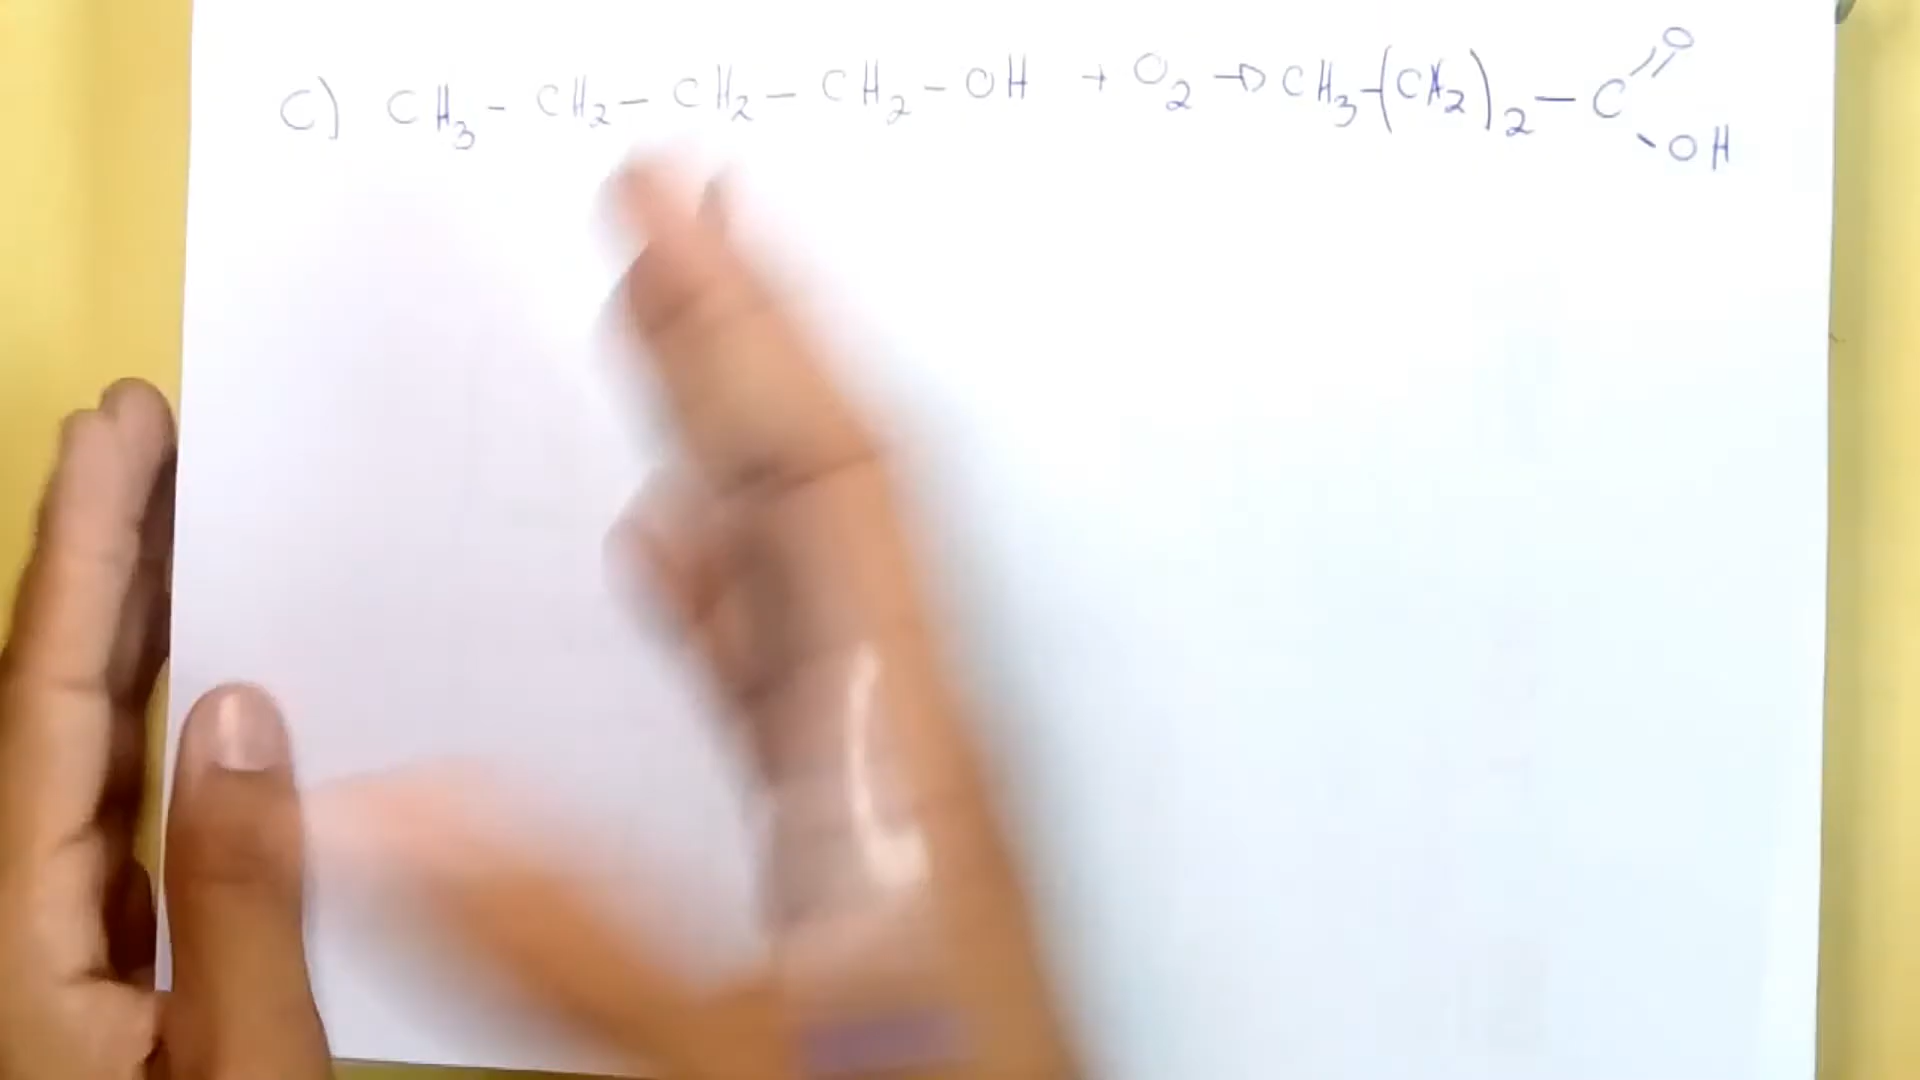 C) CH₃ - CH₂ - CH₂ - CH₂ - OH + O₂ → CH₃-(CH₂)₂ - C=O - OH